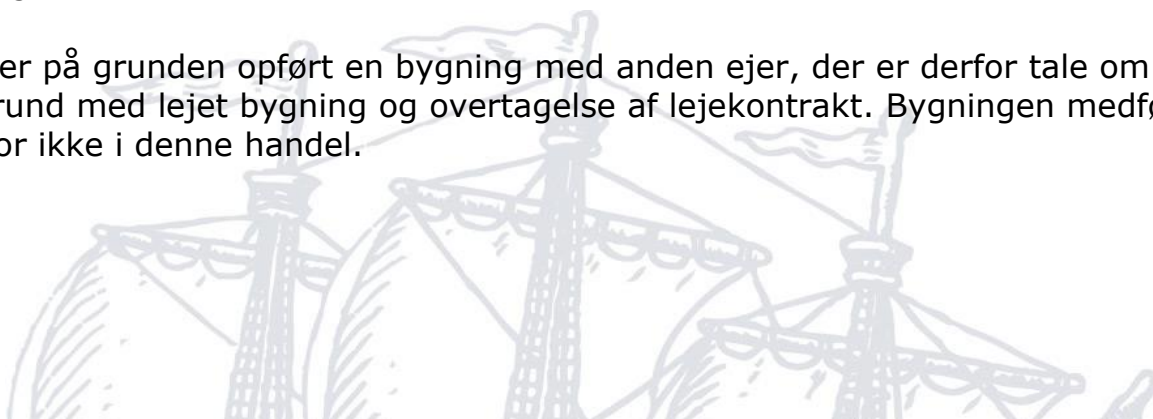 er på grunden opført en bygning med anden ejer, der er derfor tale om
rund med lejet bygning og overtagelse af lejekontrakt. Bygningen medfø
or ikke i denne handel.